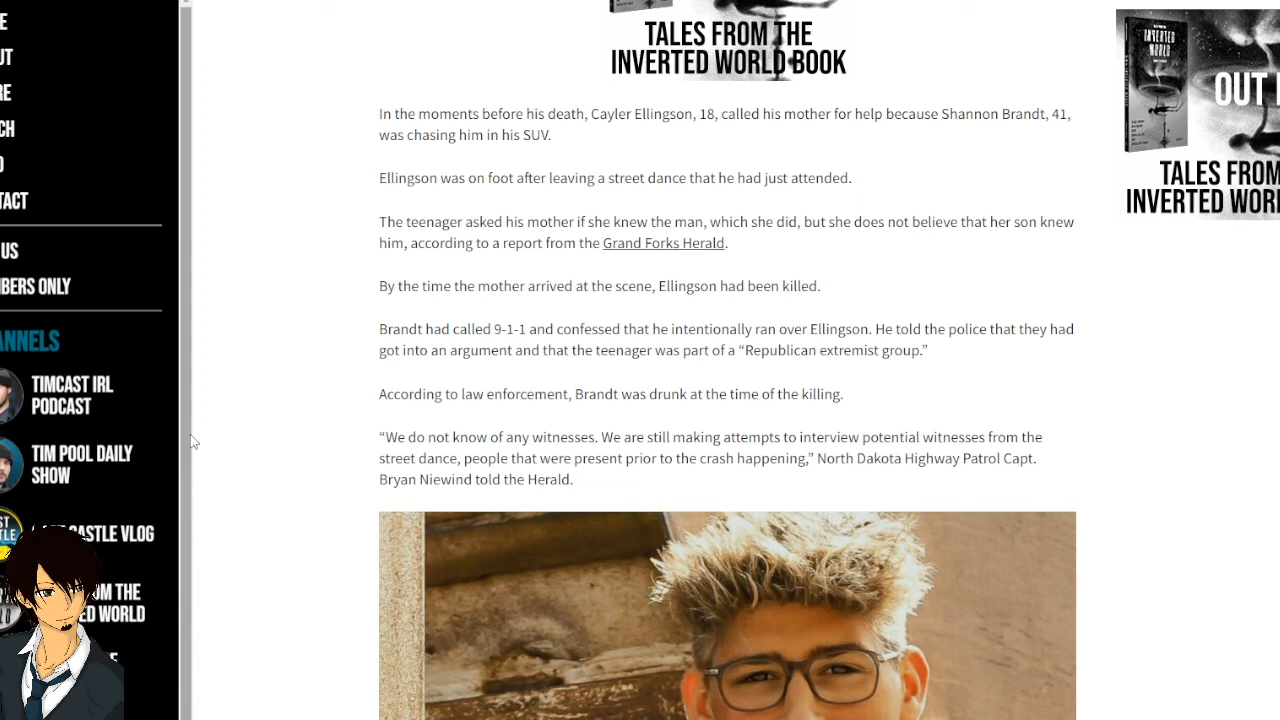 TALES FROM THE
INVERTED WORLD BOOK
INVERTED
WORLD
OUT
TALES FROM
INVERTED
E
UT
RE
CH
O
TACT
US
BERS ONLY
ANNELS
TIMCAST IRL
PODCAST
TIM POOL DAILY
SHOW
CASTLE VLOG
OM THE
ED WORLD
In the moments before his death, Cayler Ellingson, 18, called his mother for help because Shannon Brandt, 41,
was chasing him in his SUV.
Ellingson was on foot after leaving a street dance that he had just attended.
The teenager asked his mother if she knew the man, which she did, but she does not believe that her son knew
him, according to a report from the Grand Forks Herald.
By the time the mother arrived at the scene, Ellingson had been killed.
Brandt had called 9-1-1 and confessed that he intentionally ran over Ellingson. He told the police that they had
got into an argument and that the teenager was part of a “Republican extremist group.”
According to law enforcement, Brandt was drunk at the time of the killing.
“We do not know of any witnesses. We are still making attempts to interview potential witnesses from the
street dance, people that were present prior to the crash happening,” North Dakota Highway Patrol Capt.
Bryan Niewind told the Herald.